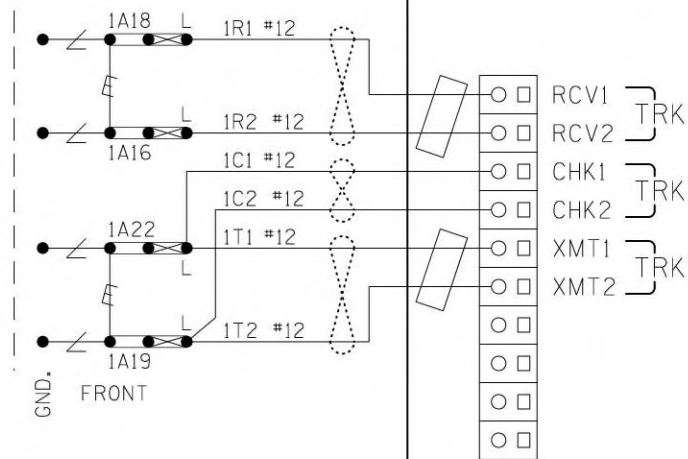 1A18 L
1R1 #12
RCV1
TRK
RCV2
L
1R2 #12
1A16
1C1 #12
CHK1
TRK
CHK2
1C2 #12
1A22
1T1 #12
XMT1
TRK
XMT2
L
L
1T2 #12
1A19
FRONT
GND.